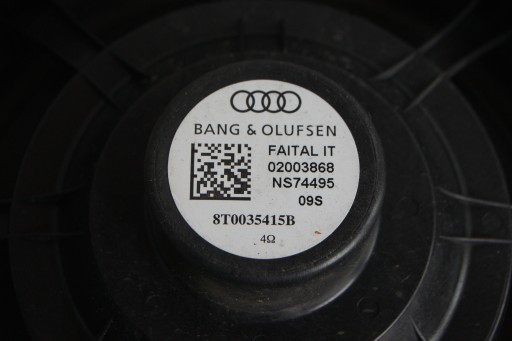 BANG & OLUFSEN
FAITAL IT
02003868
NS74495
09S
8T0035415B
4Ω